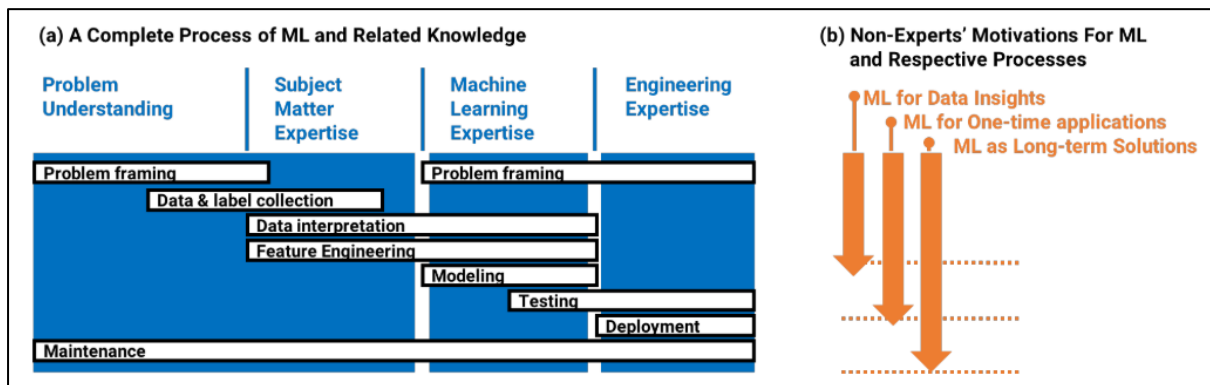 (a) A Complete Process of ML and Related Knowledge
Problem
Understanding
Subject
Matter
Expertise
Machine
Learning
Expertise
Engineering
Expertise
Problem framing
Problem framing
Data & label collection
Data interpretation
Feature Engineering
Modeling
Testing
Deployment
Maintenance
(b) Non-Experts' Motivations For ML
and Respective Processes
ML for Data Insights
ML for One-time applications
ML as Long-term Solutions